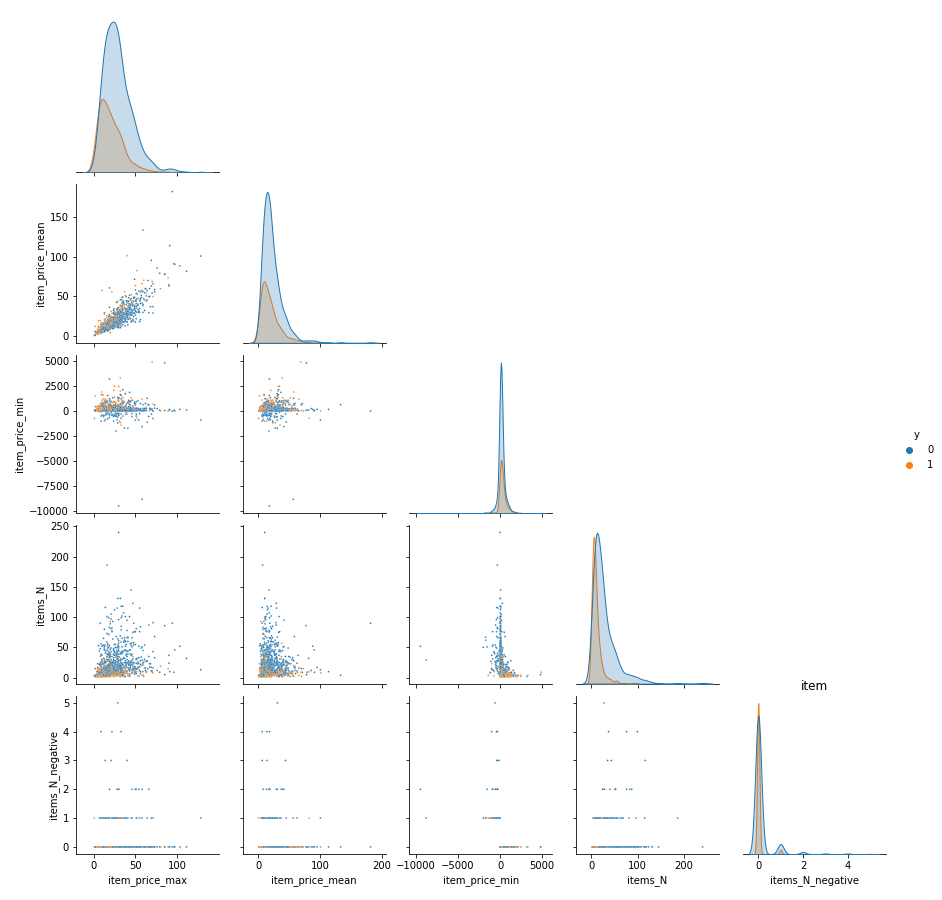 item_price_mean
150
100
50
0
item_price_min
5000
2500
0
−2500
−5000
−7500
−10000
items_N
250
200
150
100
50
0
items_N_negative
5
4
3
2
1
0
item
y
0
1
0 50 100
0 100
−10000 −5000 0 5000
0 100 200
0 2 4
item_price_max item_price_mean item_price_min items_N items_N_negative